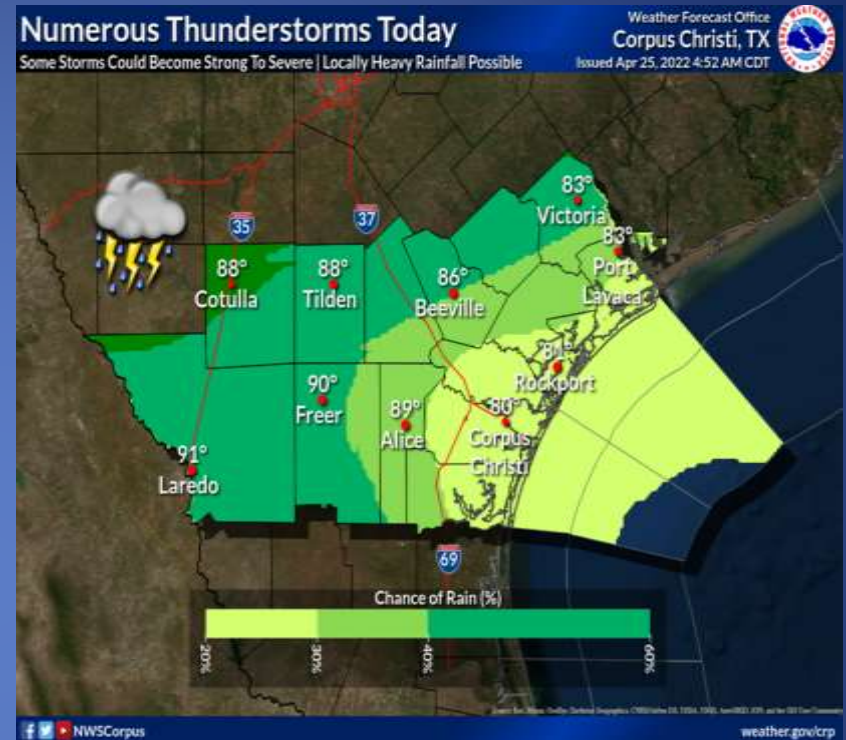 Numerous Thunderstorms Today
Some Storms Could Become Strong To Severe | Locally Heavy Rainfall Possible
Weather Forecast Office
Corpus Christi, TX
Issued Apr 25, 2022 4:52 AM CDT
83°
Victoria
35
37
83°
Port
Lavaca
88°
Cotulla
88°
Tilden
86°
Beeville
81°
Rockport
90°
Freer
89°
Alice
80°
Corpus
Christi
91°
Laredo
69
Chance of Rain (%)
20%
30%
40%
60%
NWSCorpus
weather.gov/crp